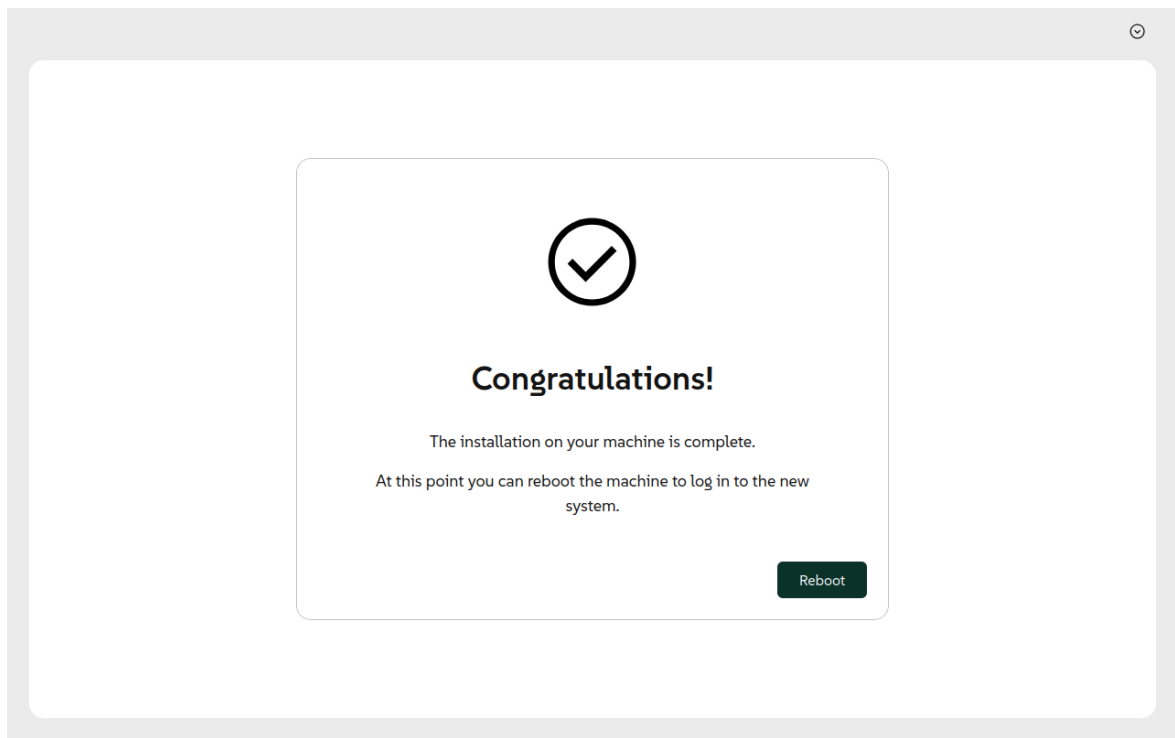 Congratulations!
The installation on your machine is complete.
At this point you can reboot the machine to log in to the new
system.
Reboot